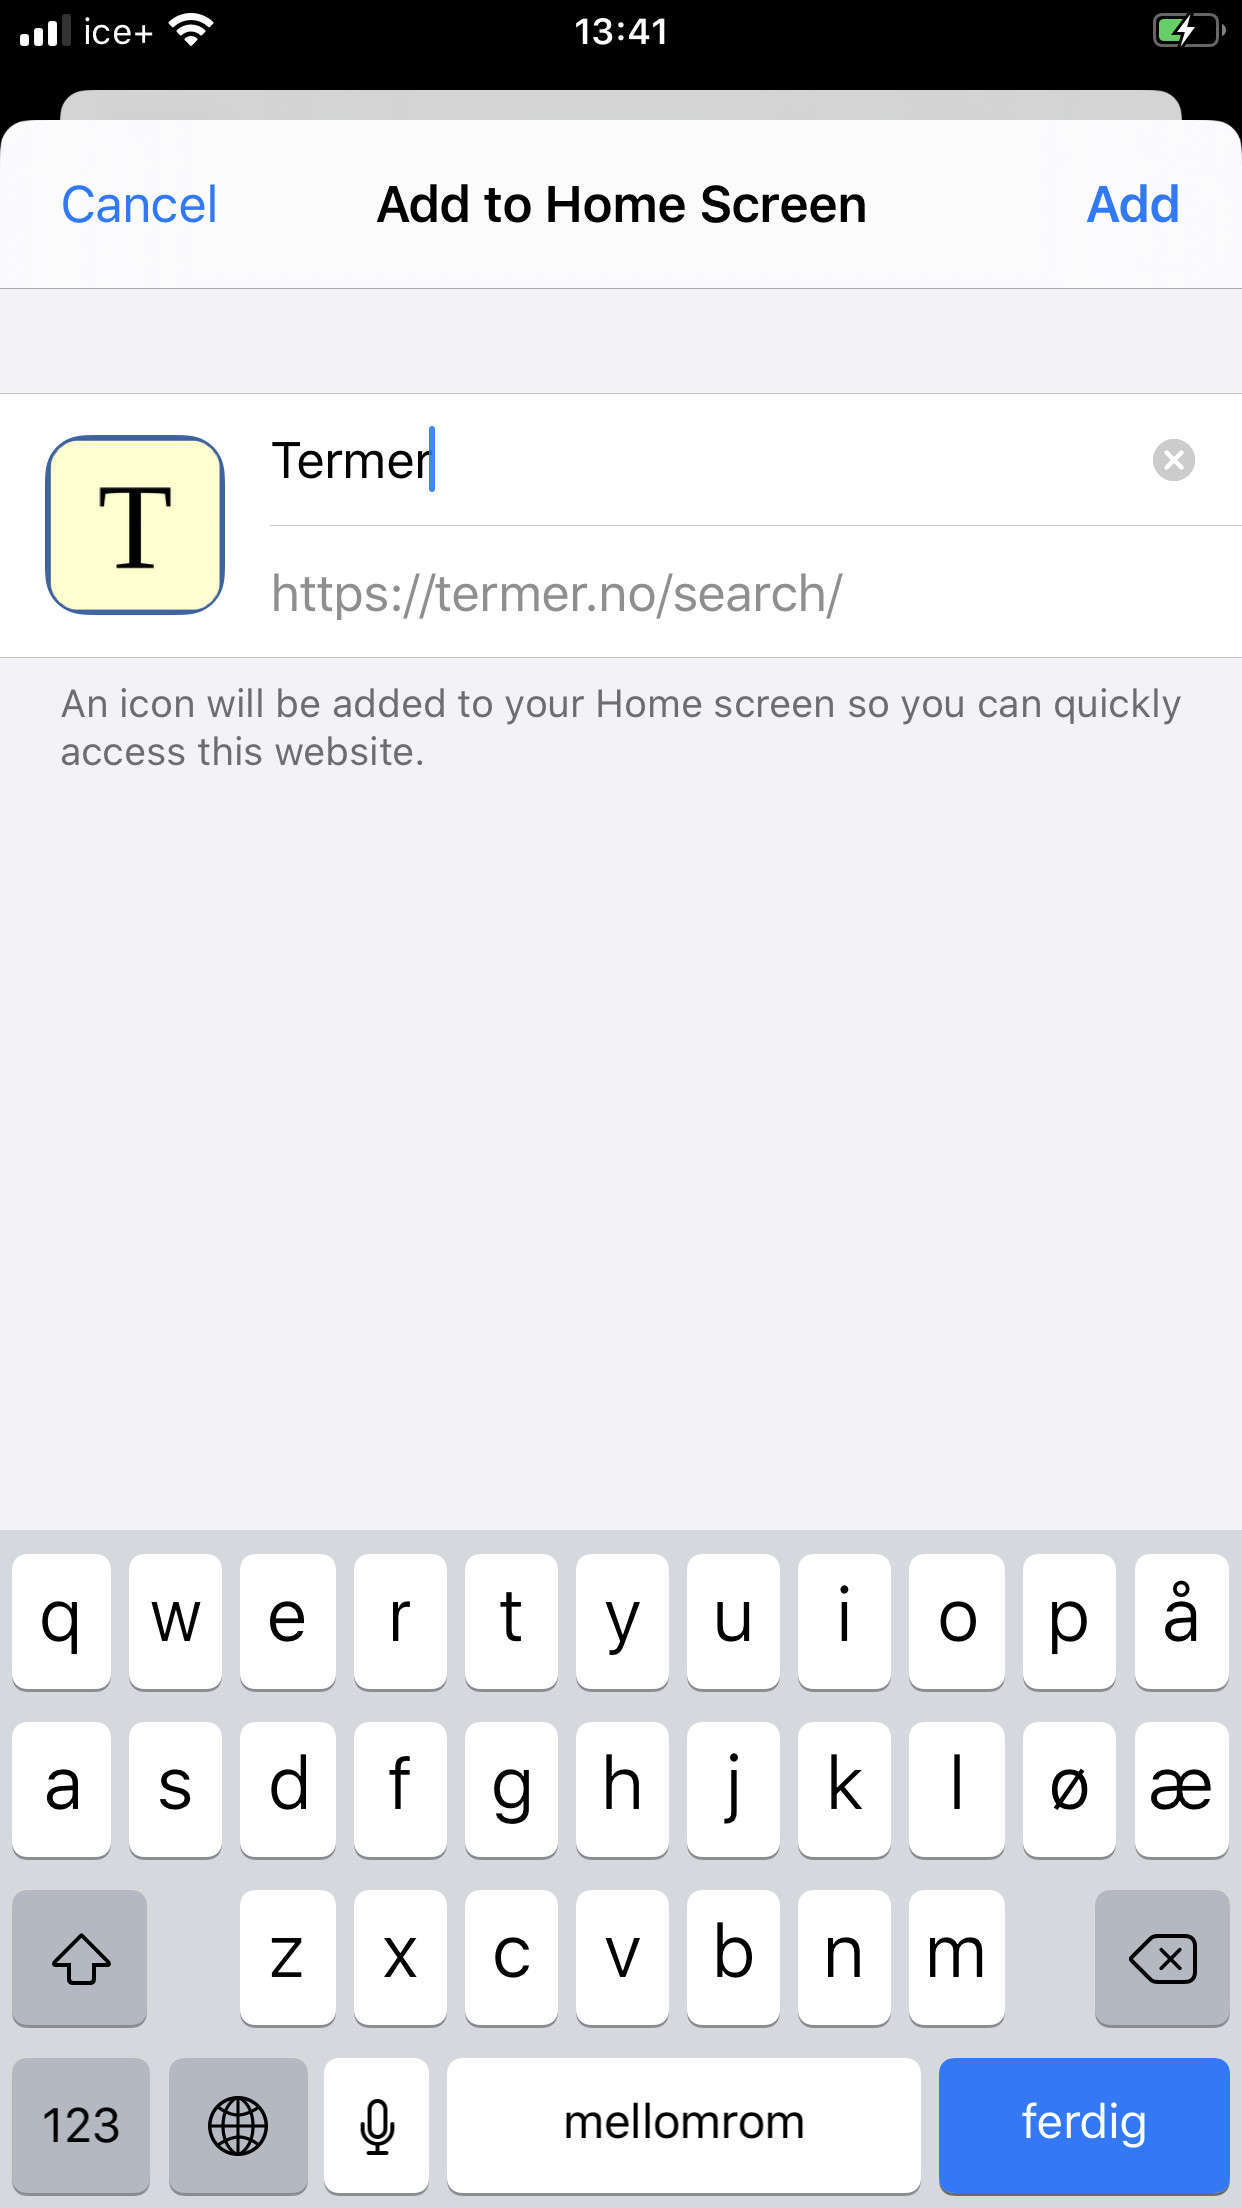 ice+ 13:41
Cancel Add to Home Screen Add
T
Termer
https://termer.no/search/
An icon will be added to your Home screen so you can quickly
access this website.
q w e r t y u i o p å
a s d f g h j k l ø æ
z x c v b n m
123 mellomrom ferdig